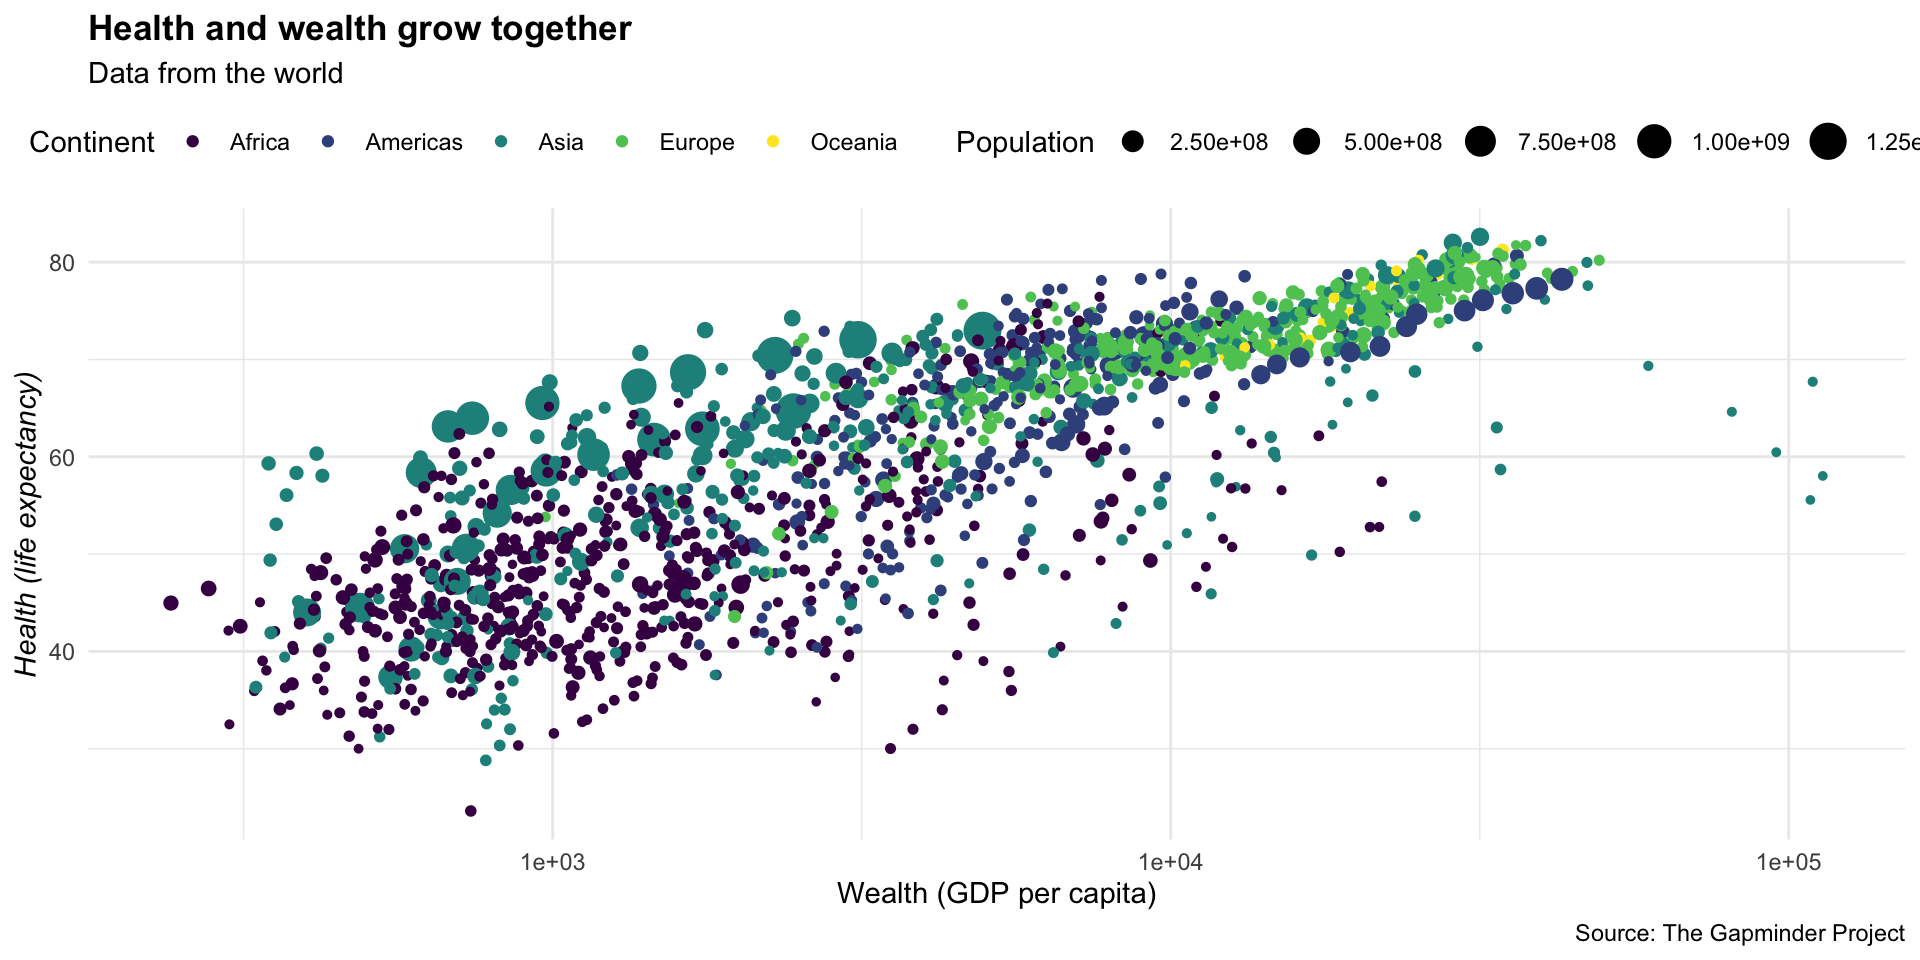 Health and wealth grow together
Data from the world
Continent Africa Americas Asia Europe Oceania Population 2.50e+08 5.00e+08 7.50e+08 1.00e+09 1.25e
80
60
40
Health (life expectancy)
1e+03 1e+04 1e+05
Wealth (GDP per capita)
Source: The Gapminder Project